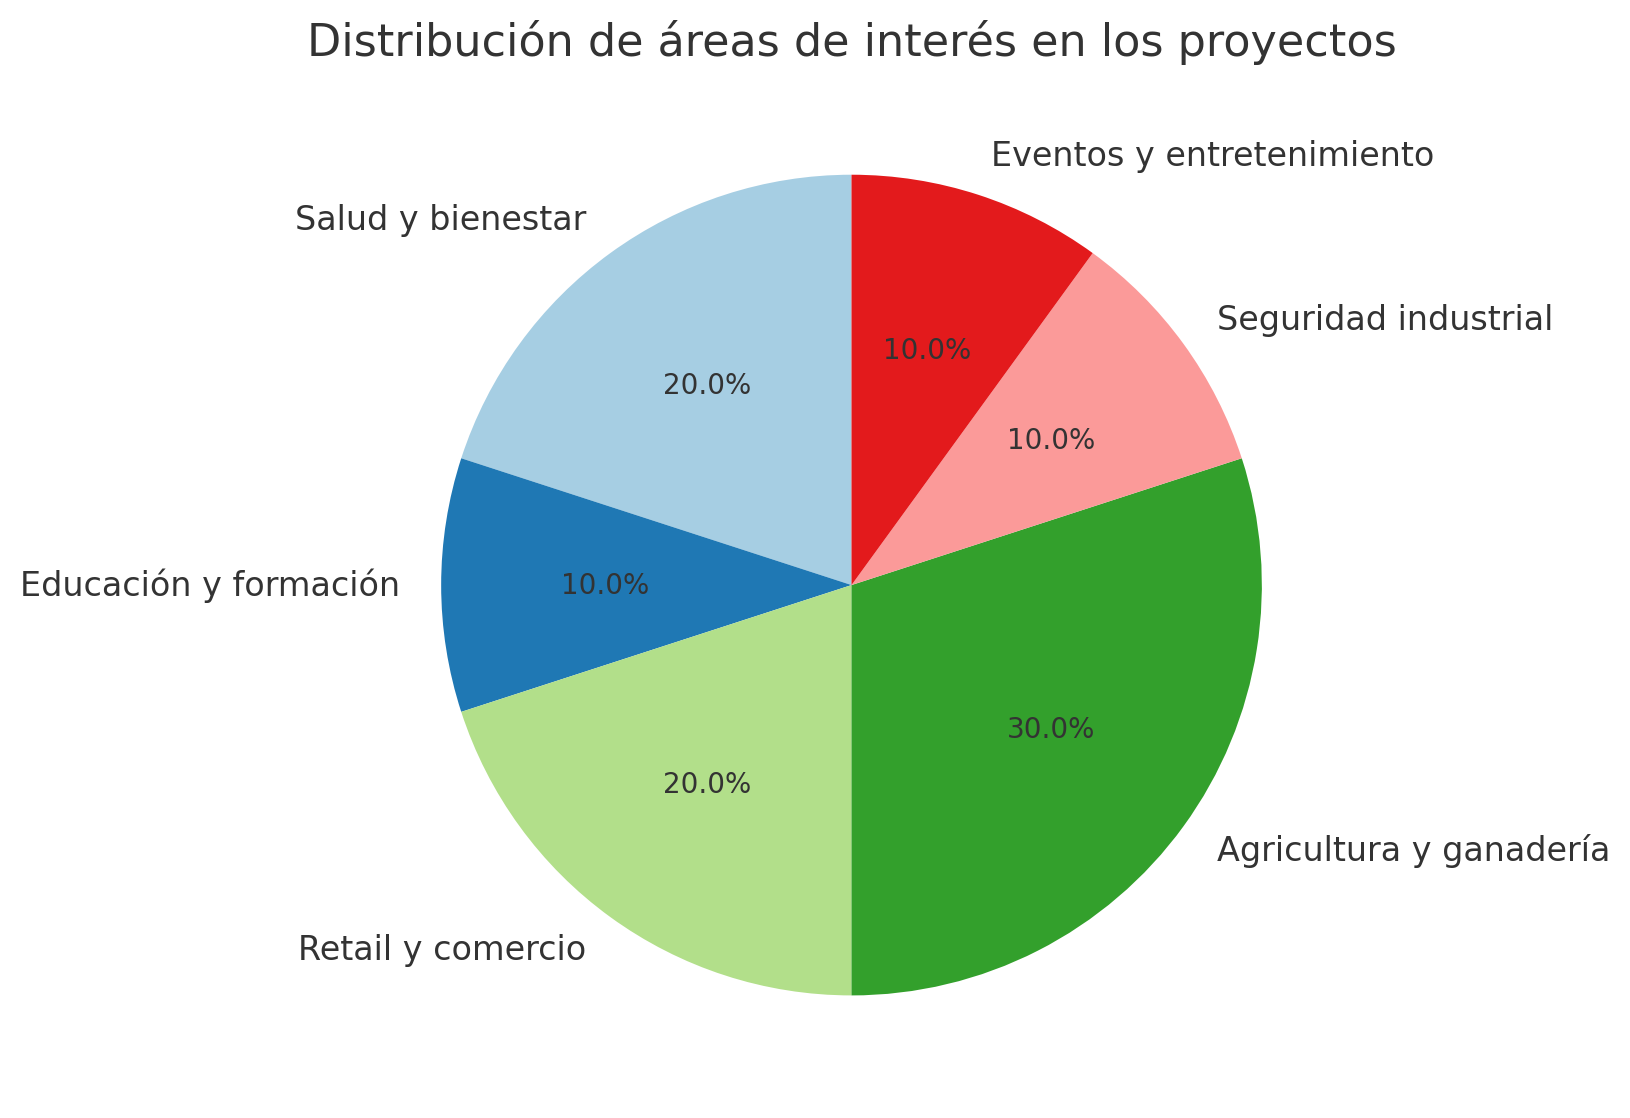 Distribución de áreas de interés en los proyectos
Eventos y entretenimiento
Salud y bienestar
Seguridad industrial
10.0%
20.0%
10.0%
Educación y formación
10.0%
30.0%
20.0%
Agricultura y ganadería
Retail y comercio